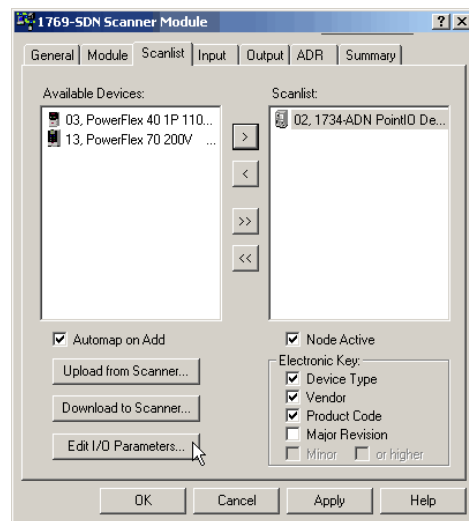 1769-SDN Scanner Module
General Module Scanlist Input Output ADR Summary
Available Devices:
03, PowerFlex 40 1P 110...
13, PowerFlex 70 200V ...
>
<
>>
<<
Scanlist:
02, 1734-ADN PointIO De...
Automap on Add
Upload from Scanner...
Download to Scanner...
Edit I/O Parameters...
Node Active
Electronic Key:
Device Type
Vendor
Product Code
Major Revision
Minor or higher
OK Cancel Apply Help